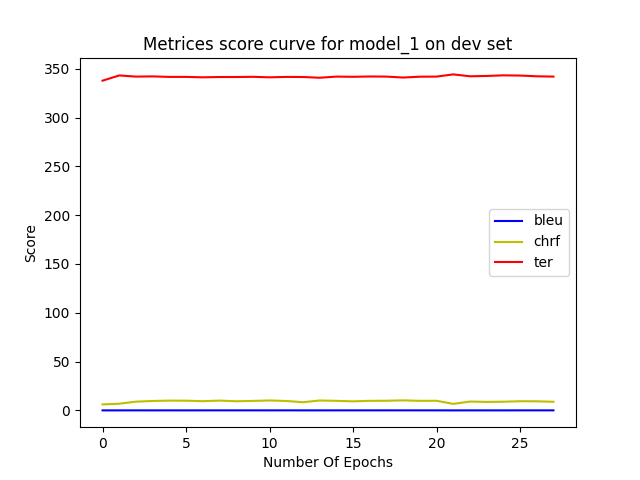 Metrices score curve for model_1 on dev set
350
300
250
200
150
100
50
0
Score
bleu
chrf
ter
0 5 10 15 20 25
Number Of Epochs